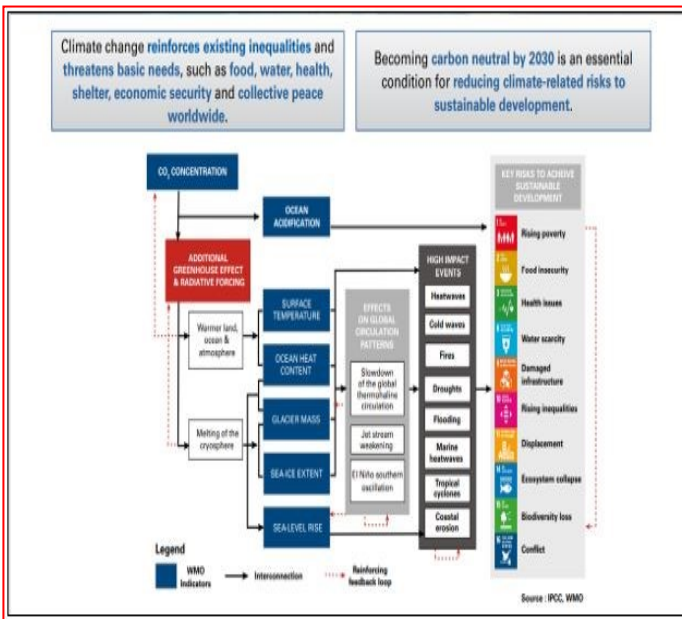 Climate change reinforces existing inequalities and
threatens basic needs, such as food, water, health,
shelter, economic security and collective peace
worldwide.
Becoming carbon neutral by 2030 is an essential
condition for reducing climate-related risks to
sustainable development.
CO₂ CONCENTRATION
OCEAN
ACIDIFICATION
ADDITIONAL
GREENHOUSE EFFECT
& RADIATIVE FORCING
Warmer land,
ocean &
atmosphere
Melting of the
cryosphere
SURFACE
TEMPERATURE
OCEAN HEAT
CONTENT
GLACIER MASS
SEA-ICE EXTENT
SEA-LEVEL RISE
EFFECTS
ON GLOBAL
CIRCULATION
PATTERNS
Slowdown
of the global
thermohaline
circulation
Jet stream
weakening
El Niño southern
oscillation
HIGH IMPACT
EVENTS
Heatwaves
Cold waves
Fires
Droughts
Flooding
Marine
heatwaves
Tropical
cyclones
Coastal
erosion
KEY RISKS TO ACHEIVE
SUSTAINABLE
DEVELOPMENT
Rising poverty
Food insecurity
Health issues
Water scarcity
Damaged
infrastructure
Rising inequalities
Displacement
Ecosystem collapse
Biodiversity loss
Conflict
Legend
WMO
Indicators
Interconnection
Reinforcing
feedback loop
Source : IPCC, WMO